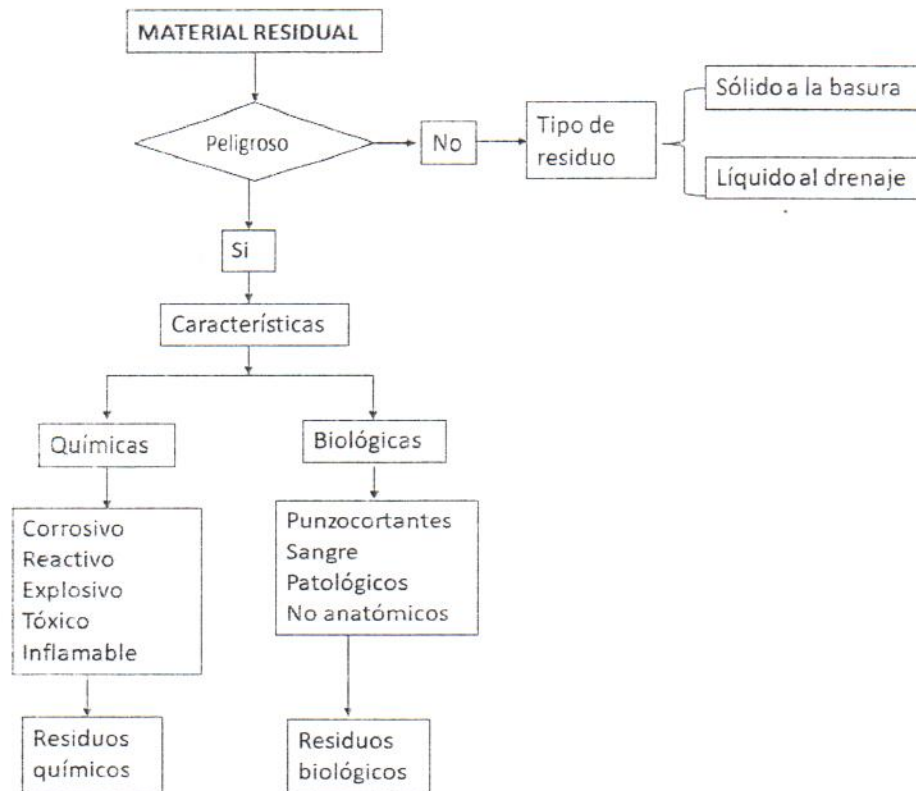 MATERIAL RESIDUAL
Peligroso
No
Tipo de
residuo
Sólido a la basura
Líquido al drenaje
Si
Características
Químicas
Biológicas
Corrosivo
Reactivo
Explosivo
Tóxico
Inflamable
Punzocortantes
Sangre
Patológicos
No anatómicos
Residuos
químicos
Residuos
biológicos